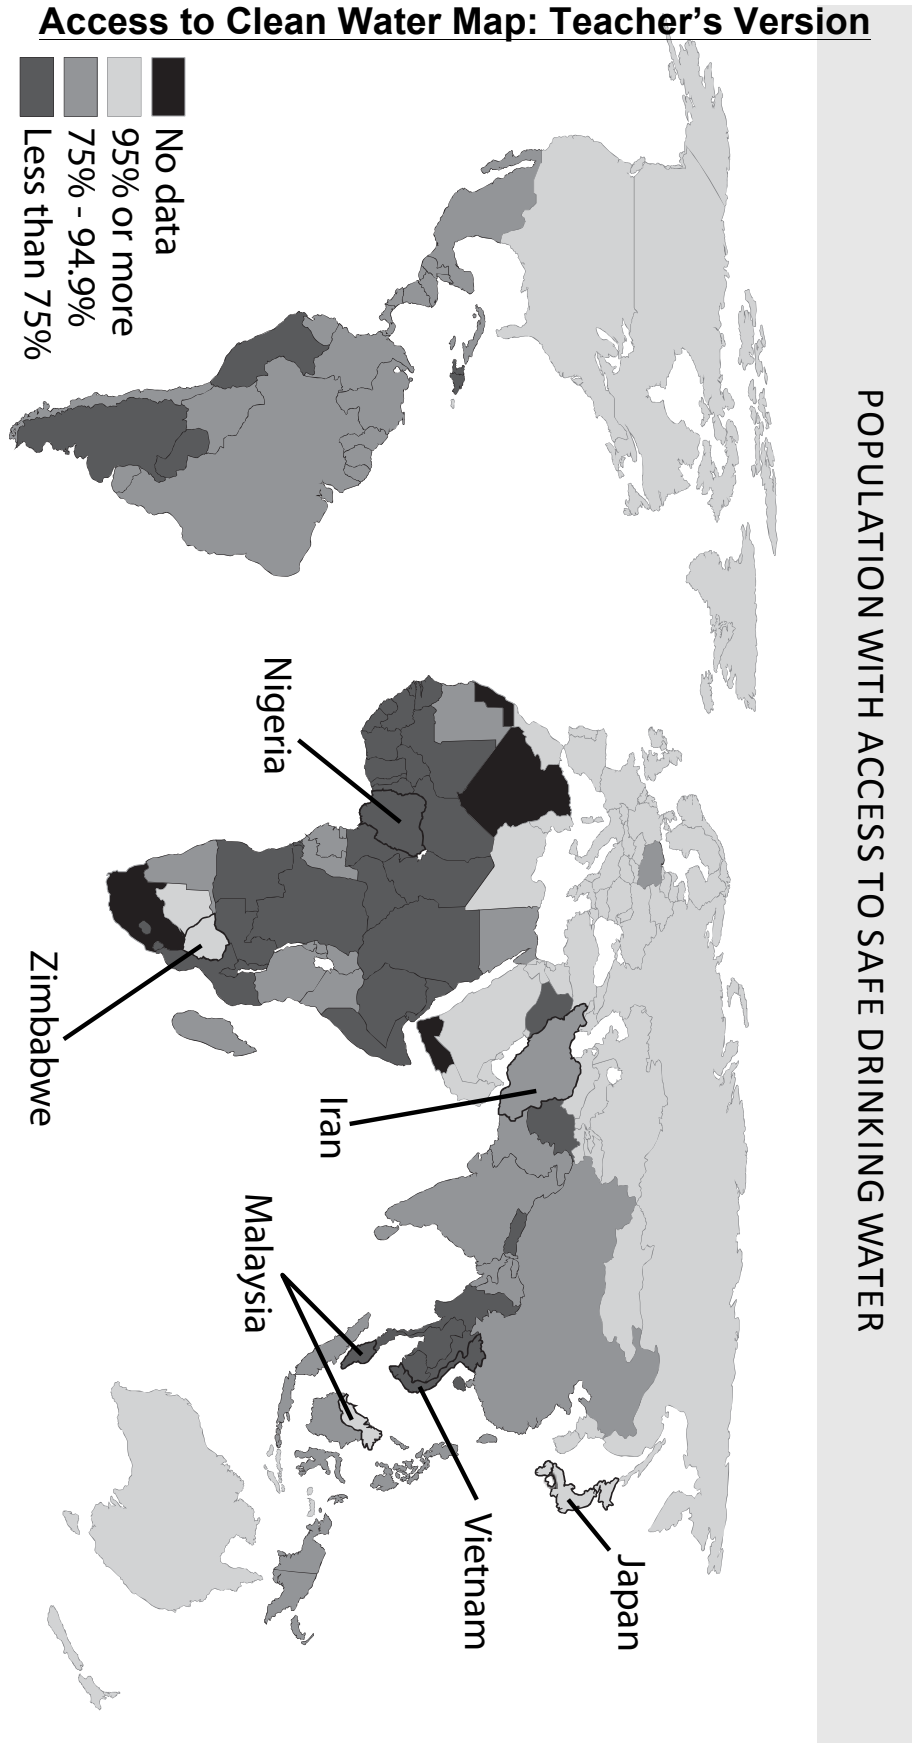 Access to Clean Water Map: Teacher's Version
POPULATION WITH ACCESS TO SAFE DRINKING WATER
No data
95% or more
75% - 94.9%
Less than 75%
Nigeria
Zimbabwe
Iran
Malaysia
Vietnam
Japan